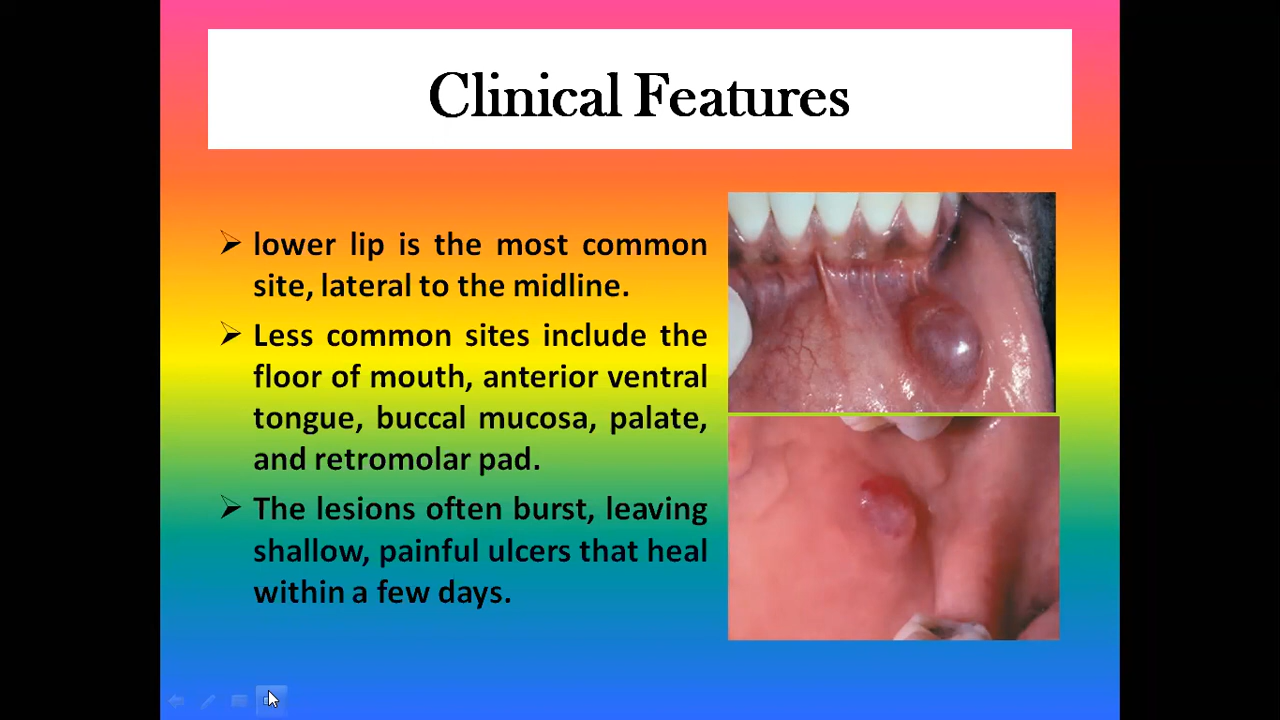 Clinical Features
➢ lower lip is the most common
site, lateral to the midline.
➢ Less common sites include the
floor of mouth, anterior ventral
tongue, buccal mucosa, palate,
and retromolar pad.
➢ The lesions often burst, leaving
shallow, painful ulcers that heal
within a few days.